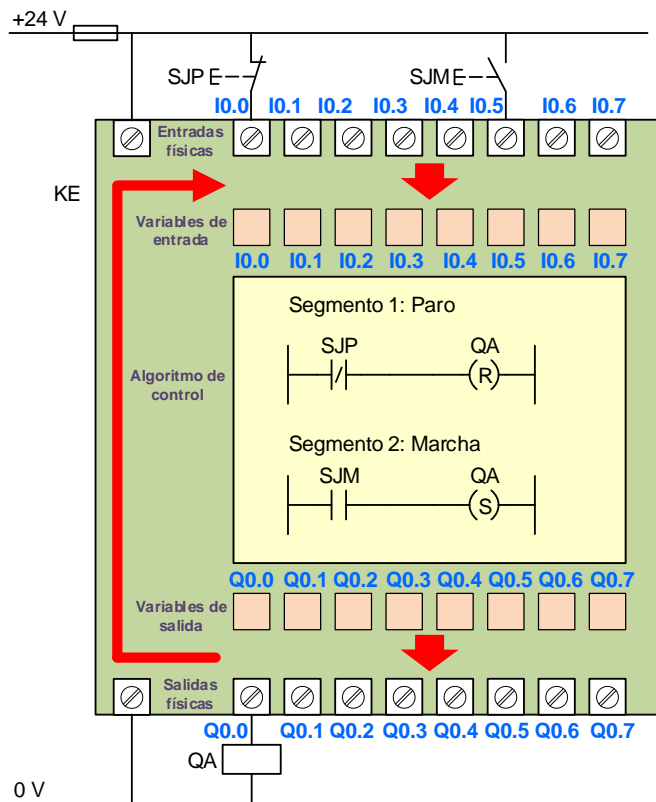 +24 V
SJP
SJM
I0.0 I0.1 I0.2 I0.3 I0.4 I0.5 I0.6 I0.7
Entradas
físicas
KE
Variables de
entrada
I0.0 I0.1 I0.2 I0.3 I0.4 I0.5 I0.6 I0.7
Segmento 1: Paro
SJP QA
R
Algoritmo de
control
Segmento 2: Marcha
SJM QA
S
Q0.0 Q0.1 Q0.2 Q0.3 Q0.4 Q0.5 Q0.6 Q0.7
Variables de
salida
Salidas
físicas
Q0.0 Q0.1 Q0.2 Q0.3 Q0.4 Q0.5 Q0.6 Q0.7
QA
0 V